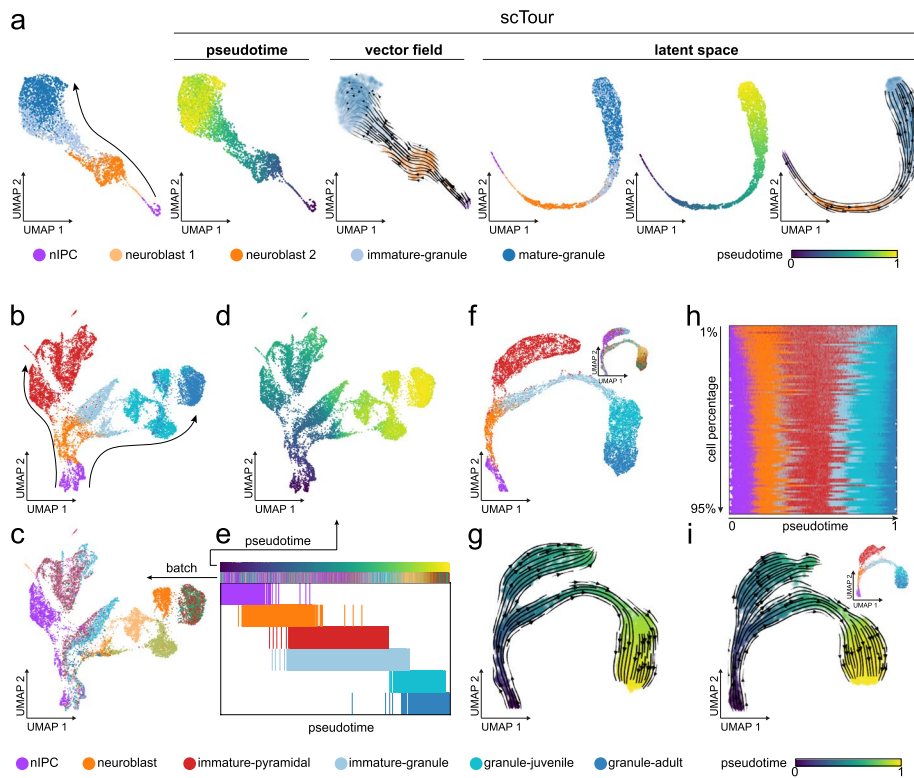 a
scTour
pseudotime
vector field
latent space
UMAP 2
UMAP 1
UMAP 2
UMAP 1
UMAP 2
UMAP 1
UMAP 2
UMAP 1
UMAP 2
UMAP 1
UMAP 2
UMAP 1
nIPC
neuroblast 1
neuroblast 2
immature-granule
mature-granule
pseudotime
0
1
b
UMAP 2
UMAP 1
d
UMAP 2
UMAP 1
f
UMAP 2
UMAP 1
UMAP 2
UMAP 1
h
1%
cell percentage
95%
0
pseudotime
1
c
batch
UMAP 2
UMAP 1
e
pseudotime
pseudotime
g
UMAP 2
UMAP 1
i
UMAP 2
UMAP 1
UMAP 2
UMAP 1
nIPC
neuroblast
immature-pyramidal
immature-granule
granule-juvenile
granule-adult
pseudotime
0
1